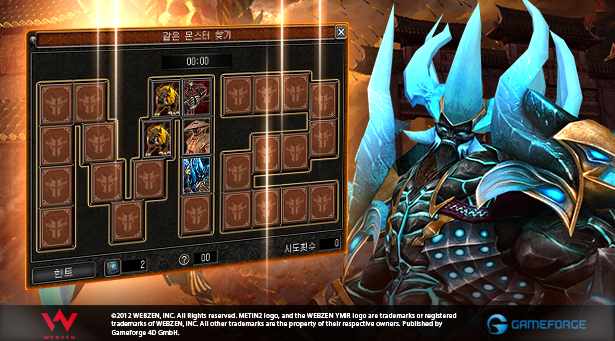 같은 몬스터 찾기
00:00
힌트
2
? 00
시도횟수 0
©2012 WEBZEN, INC. All Rights reserved. METIN2 logo, and the WEBZEN YMIR logo are trademarks or registered
trademarks of WEBZEN, INC. All other trademarks are the property of their respective owners. Published by
Gameforge 4D GmbH.
WEBZEN
GAMEFORGE